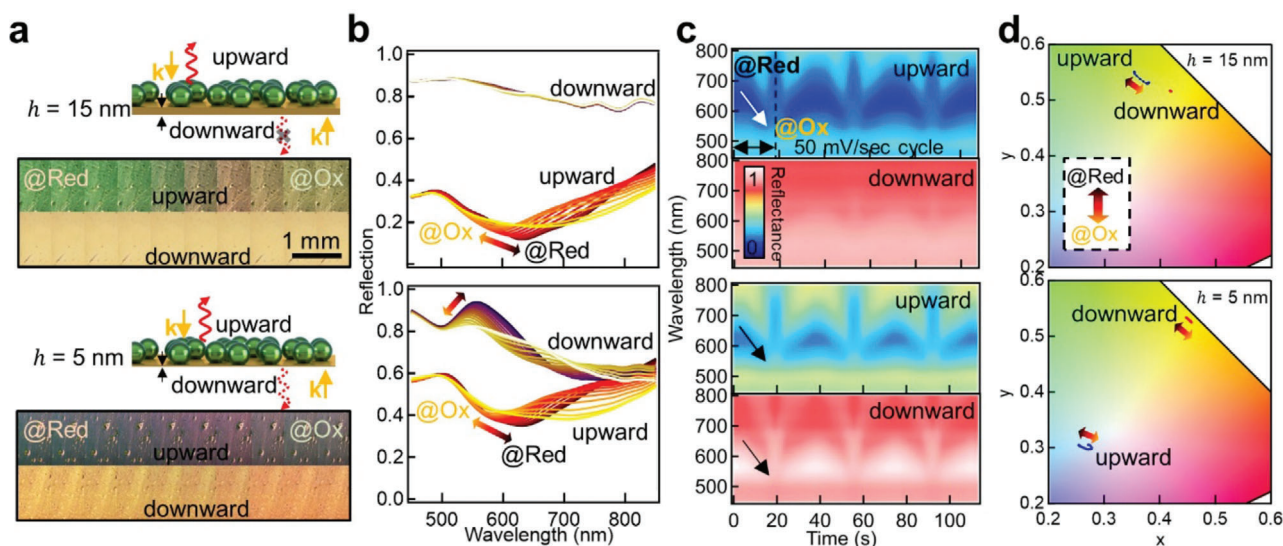 a
k
upward
h = 15 nm
downward
k
@Red
@Ox
upward
downward
1 mm
k
upward
h = 5 nm
downward
k
@Red
@Ox
upward
downward
b
1.0
0.8
0.6
0.4
0.2
0.0
downward
upward
@Ox
@Red
1.0
0.8
0.6
0.4
0.2
0.0
downward
@Ox
upward
@Red
Reflection
450
600
800
Wavelength (nm)
c
800
700
600
500
@Red
upward
@Ox
50 mV/sec cycle
800
700
600
500
1
0
Reflectance
downward
800
700
600
500
upward
800
700
600
500
downward
Wavelength (nm)
0
20
40
60
80
100
Time (s)
d
0.6
0.5
0.4
0.3
0.2
y
upward
h = 15 nm
downward
@Red
@Ox
0.6
0.5
0.4
0.3
0.2
y
h = 5 nm
downward
upward
0.2
0.3
0.4
0.5
0.6
x